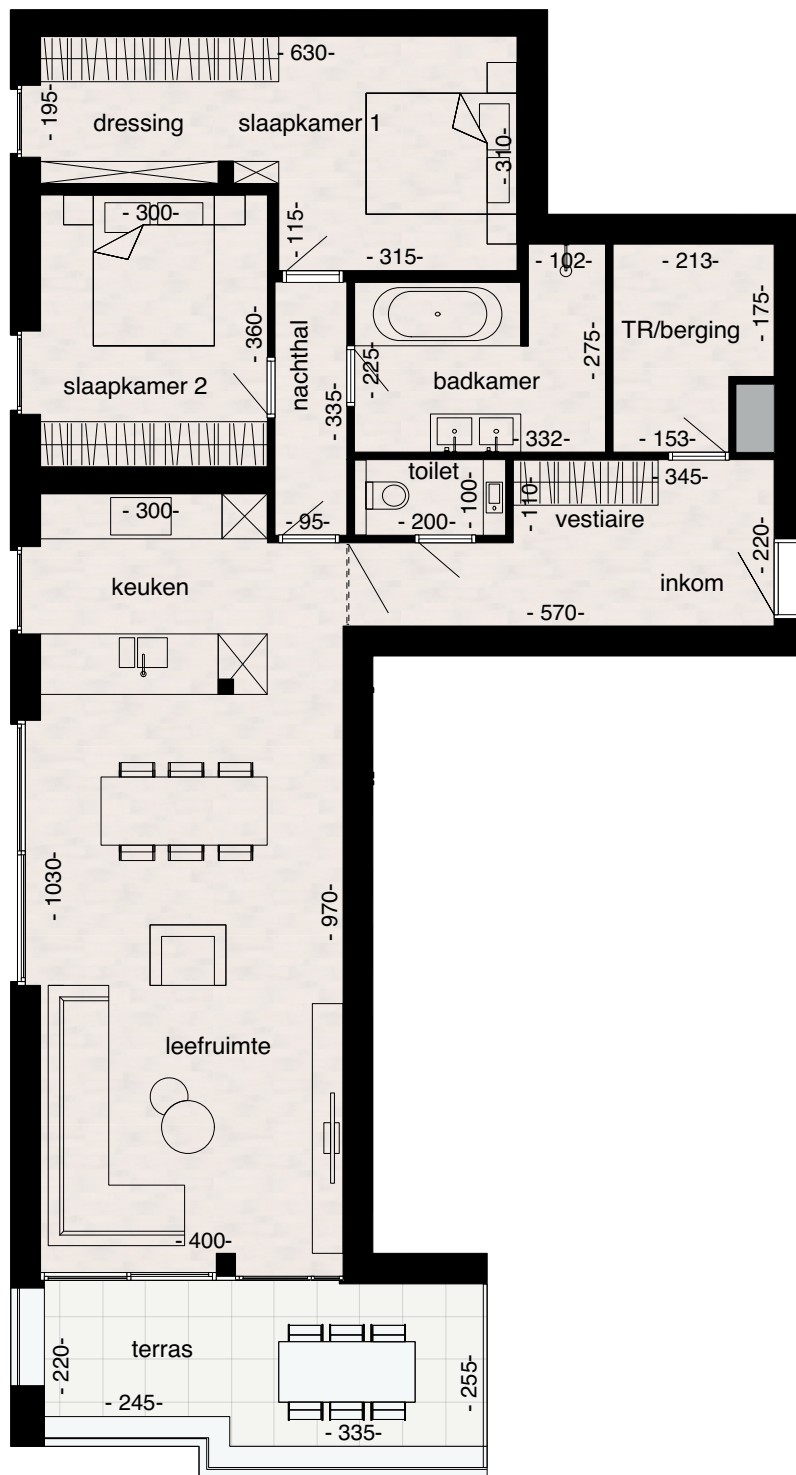 - 630-
- 195-
dressing
slaapkamer 1
- 310-
- 300-
- 115-
- 315-
- 102-
- 213-
- 175-
TR/berging
- 360-
nachthal
- 335-
- 225-
- 275-
slaapkamer 2
badkamer
- 332-
- 153-
toilet
- 345-
- 300-
- 95-
- 200-
- 100-
- 110-
vestiaire
- 220-
keuken
inkom
- 570-
- 1030-
- 970-
leefruimte
- 400-
terras
- 220-
- 245-
- 335-
- 255-